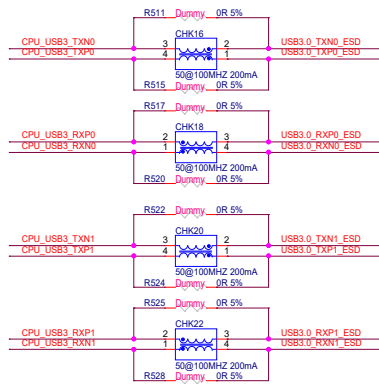 R511 Dummy 0R 5%
CPU_USB3_TXN0 3 CHK16 2 USB3.0_TXN0_ESD
CPU_USB3_TXP0 4 1 USB3.0_TXP0_ESD
50@100MHZ 200mA
R515 Dummy 0R 5%
R517 Dummy 0R 5%
CPU_USB3_RXP0 2 CHK18 3 USB3.0_RXP0_ESD
CPU_USB3_RXN0 1 4 USB3.0_RXN0_ESD
50@100MHZ 200mA
R520 Dummy 0R 5%
R522 Dummy 0R 5%
CPU_USB3_TXN1 3 CHK20 2 USB3.0_TXN1_ESD
CPU_USB3_TXP1 4 1 USB3.0_TXP1_ESD
50@100MHZ 200mA
R524 Dummy 0R 5%
R525 Dummy 0R 5%
CPU_USB3_RXP1 2 CHK22 3 USB3.0_RXP1_ESD
CPU_USB3_RXN1 1 4 USB3.0_RXN1_ESD
50@100MHZ 200mA
R528 Dummy 0R 5%